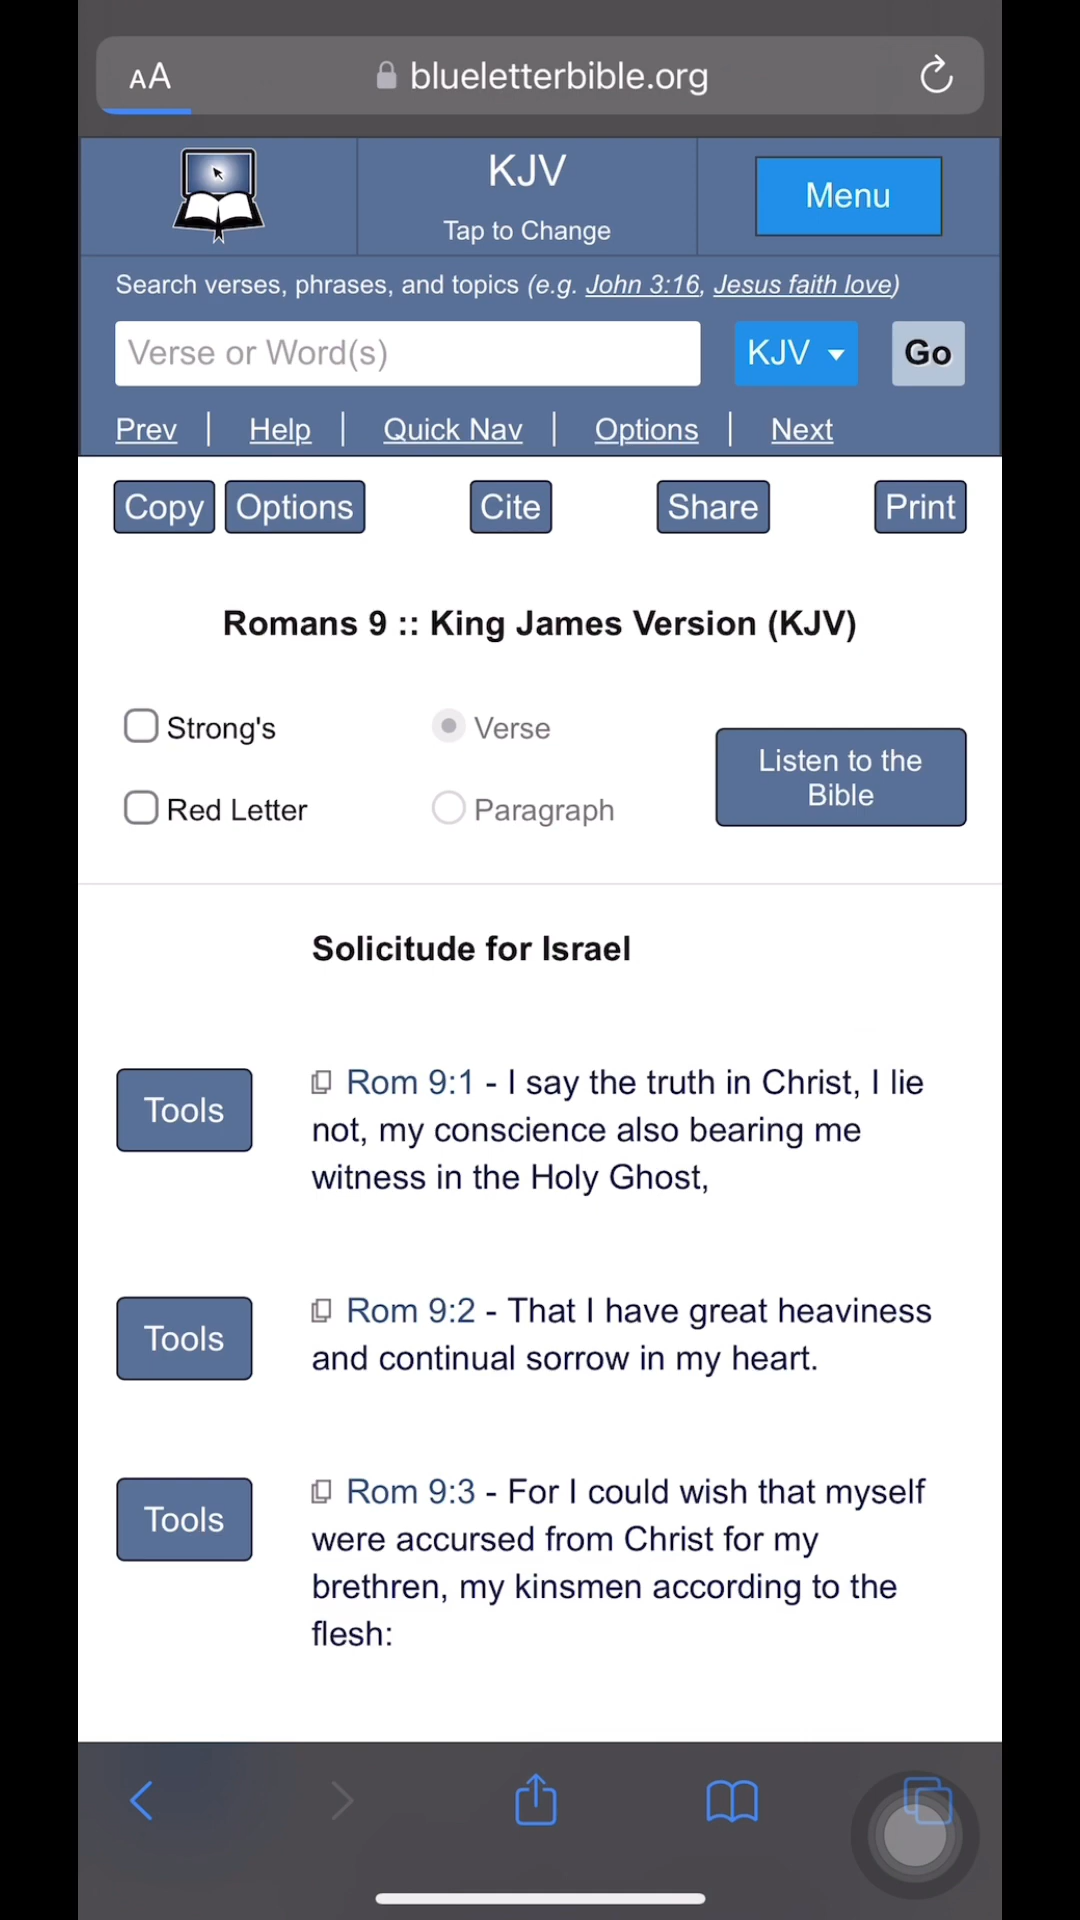 AA blueletterbible.org
KJV
Tap to Change
Menu
Search verses, phrases, and topics (e.g. John 3:16, Jesus faith love)
Verse or Word(s) KJV Go
Prev | Help | Quick Nav | Options | Next
Copy Options Cite Share Print
Romans 9 :: King James Version (KJV)
Strong's Verse
Listen to the
Bible
Red Letter Paragraph
Solicitude for Israel
Tools
Rom 9:1 - I say the truth in Christ, I lie
not, my conscience also bearing me
witness in the Holy Ghost,
Tools
Rom 9:2 - That I have great heaviness
and continual sorrow in my heart.
Tools
Rom 9:3 - For I could wish that myself
were accursed from Christ for my
brethren, my kinsmen according to the
flesh: